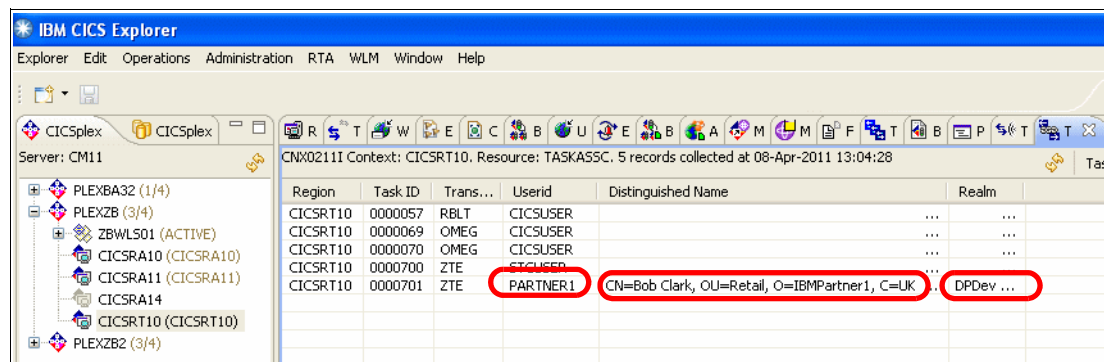 IBM CICS Explorer
Explorer Edit Operations Administration RTA WLM Window Help
CICSplex CICSplex R T W E C B U E B A M M F T B P T T
Server: CM11
CNX0211I Context: CICSRT10. Resource: TASKASSC. 5 records collected at 08-Apr-2011 13:04:28
Tas
PLEXBA32 (1/4)
PLEXZB (3/4)
ZBWLS01 (ACTIVE)
CICSRA10 (CICSRA10)
CICSRA11 (CICSRA11)
CICSRA14
CICSRT10 (CICSRT10)
PLEXZB2 (3/4)
Region Task ID Trans... Userid Distinguished Name Realm
CICSRT10 0000057 RBLT CICSUSER ... ...
CICSRT10 0000069 OMEG CICSUSER ... ...
CICSRT10 0000070 OMEG CICSUSER ... ...
CICSRT10 0000700 ZTE STCUSER ... ...
CICSRT10 0000701 ZTE PARTNER1 CN=Bob Clark, OU=Retail, O=IBMPartner1, C=UK ... DPDev ...